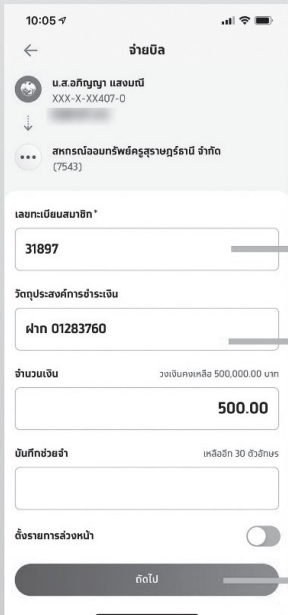 10:05
จ่ายบิล
น.ส.อภิญญา แสงมณี
XXX-X-XX407-0
สหกรณ์ออมทรัพย์ครูสุราษฎร์ธานี จำกัด
(7543)
เลขทะเบียนสมาชิก*
31897
วัตถุประสงค์การชำระเงิน
ฝาก 01283760
จำนวนเงิน วงเงินคงเหลือ 500,000.00 บาท
500.00
บันทึกช่วยจำ เหลืออีก 30 ตัวอักษร
ตั้งรายการล่วงหน้า
ถัดไป